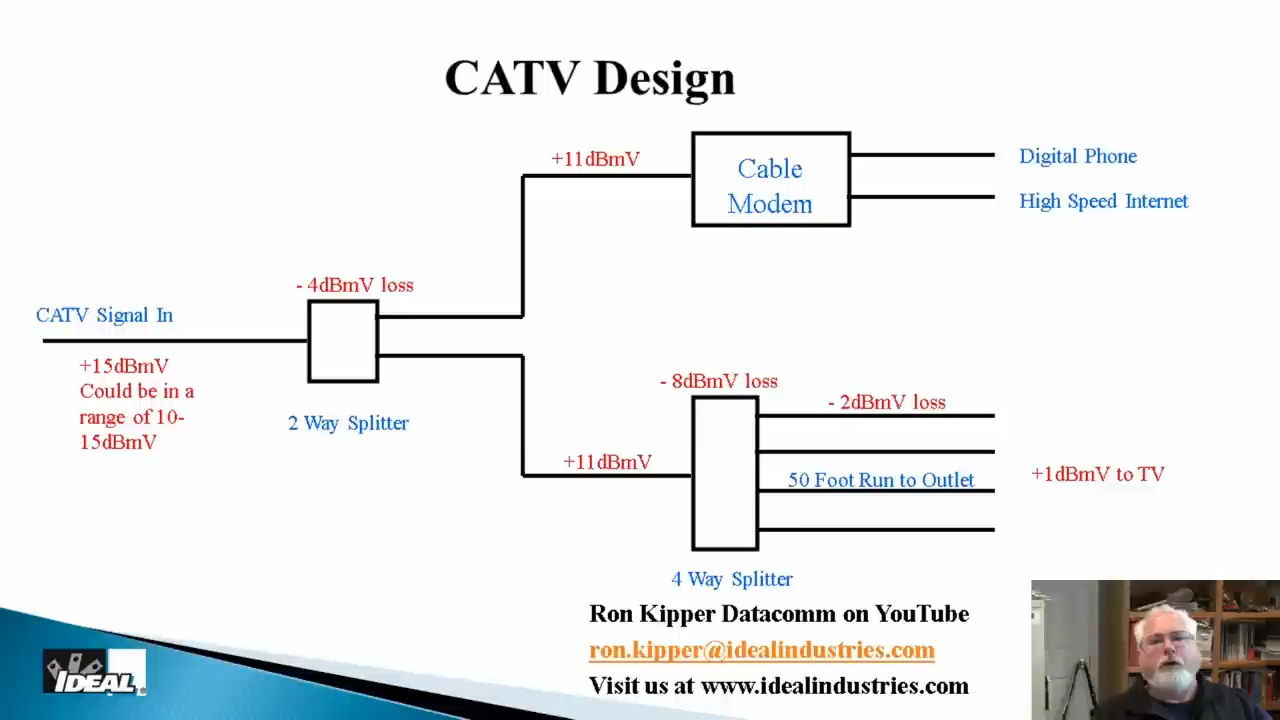 CATV Design
+11dBmV
Cable
Modem
Digital Phone
High Speed Internet
- 4dBmV loss
CATV Signal In
+15dBmV
Could be in a
range of 10-
15dBmV
2 Way Splitter
- 8dBmV loss
- 2dBmV loss
+11dBmV
50 Foot Run to Outlet
+1dBmV to TV
4 Way Splitter
Ron Kipper Datacomm on YouTube
ron.kipper@idealindustries.com
Visit us at www.idealindustries.com
IDEAL